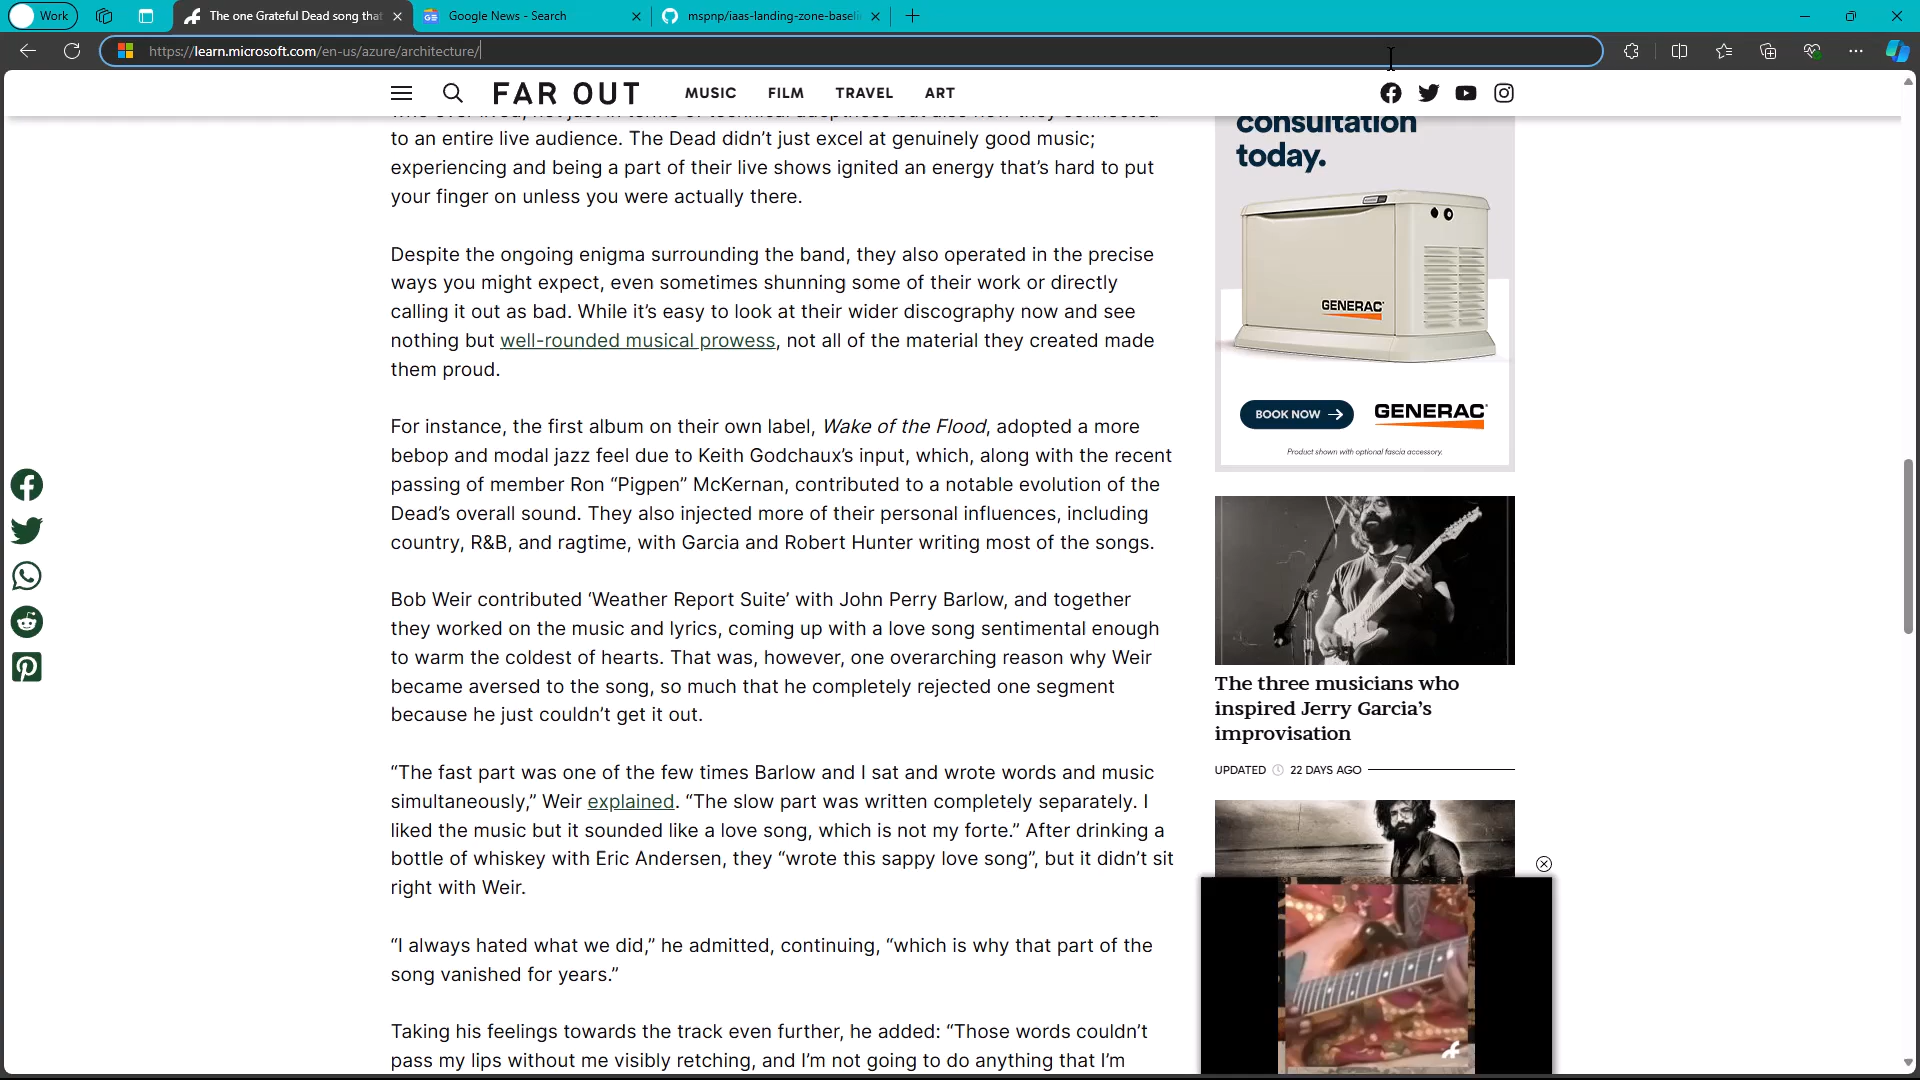 Work
The one Grateful Dead song that
Google News - Search
mspnp/iaas-landing-zone-baseli
https://learn.microsoft.com/en-us/azure/architecture/
FAR OUT
MUSIC
FILM
TRAVEL
ART
to an entire live audience. The Dead didn’t just excel at genuinely good music;
experiencing and being a part of their live shows ignited an energy that’s hard to put
your finger on unless you were actually there.
Despite the ongoing enigma surrounding the band, they also operated in the precise
ways you might expect, even sometimes shunning some of their work or directly
calling it out as bad. While it’s easy to look at their wider discography now and see
nothing but well-rounded musical prowess, not all of the material they created made
them proud.
For instance, the first album on their own label, Wake of the Flood, adopted a more
bebop and modal jazz feel due to Keith Godchaux’s input, which, along with the recent
passing of member Ron “Pigpen” McKernan, contributed to a notable evolution of the
Dead’s overall sound. They also injected more of their personal influences, including
country, R&B, and ragtime, with Garcia and Robert Hunter writing most of the songs.
Bob Weir contributed ‘Weather Report Suite’ with John Perry Barlow, and together
they worked on the music and lyrics, coming up with a love song sentimental enough
to warm the coldest of hearts. That was, however, one overarching reason why Weir
became aversed to the song, so much that he completely rejected one segment
because he just couldn’t get it out.
“The fast part was one of the few times Barlow and I sat and wrote words and music
simultaneously,” Weir explained. “The slow part was written completely separately. I
liked the music but it sounded like a love song, which is not my forte.” After drinking a
bottle of whiskey with Eric Andersen, they “wrote this sappy love song”, but it didn’t sit
right with Weir.
“I always hated what we did,” he admitted, continuing, “which is why that part of the
song vanished for years.”
Taking his feelings towards the track even further, he added: “Those words couldn’t
pass my lips without me visibly retching, and I’m not going to do anything that I’m
consultation
today.
GENERAC
BOOK NOW
GENERAC
Product shown with optional fascia accessory.
The three musicians who
inspired Jerry Garcia’s
improvisation
UPDATED 22 DAYS AGO